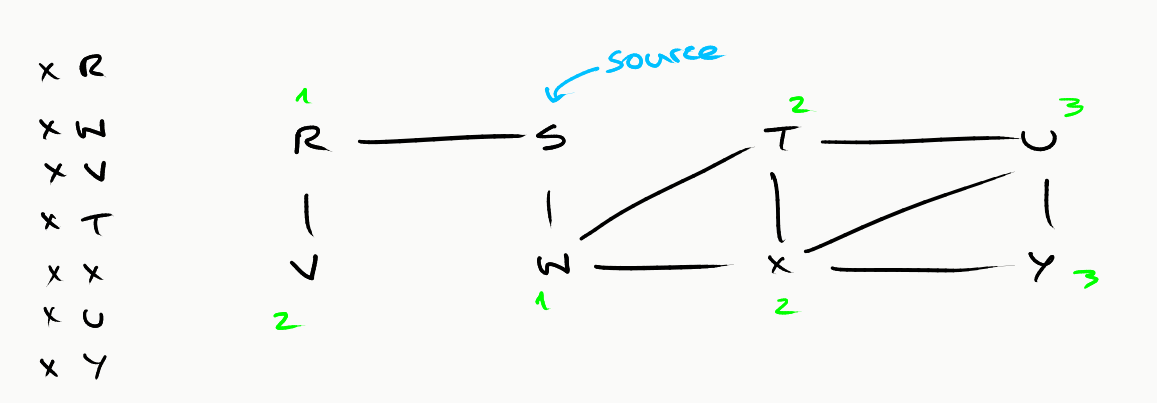 x R
x W
x V
x T
x x
x U
x Y
source
1 2 3
R S T U
V W x Y
2 1 2 3